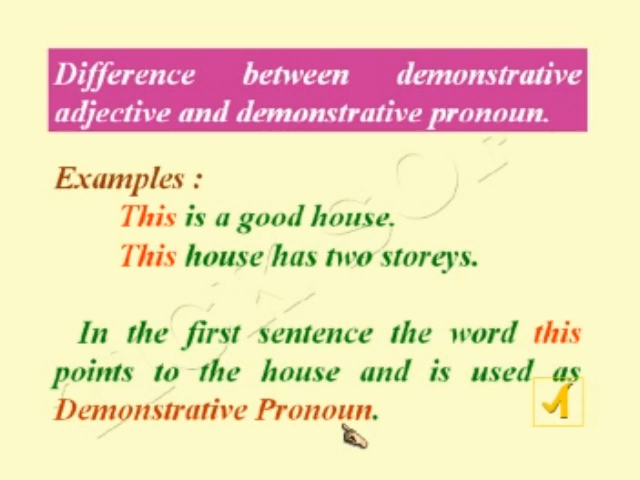 Difference between demonstrative
adjective and demonstrative pronoun.
Examples :
This is a good house.
This house has two storeys.
In the first sentence the word this
points to the house and is used as
Demonstrative Pronoun.